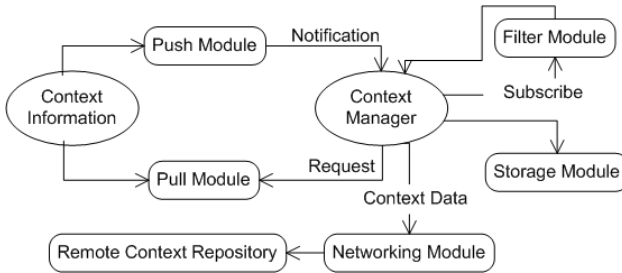 Push Module
Notification
Filter Module
Context
Information
Context
Manager
Subscribe
Pull Module
Request
Storage Module
Context Data
Remote Context Repository
Networking Module